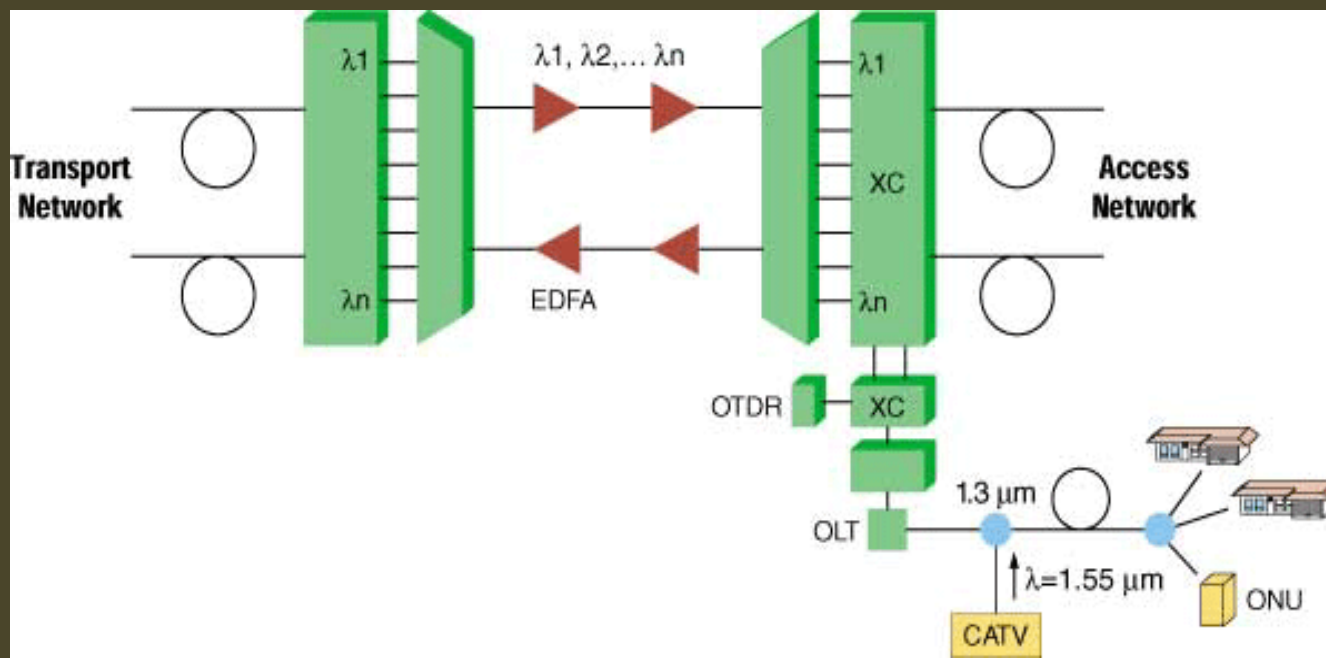 λ1
λ1, λ2,... λn
λ1
Transport
Network
XC
Access
Network
λn
EDFA
λn
OTDR
XC
1.3 μm
OLT
λ=1.55 μm
ONU
CATV